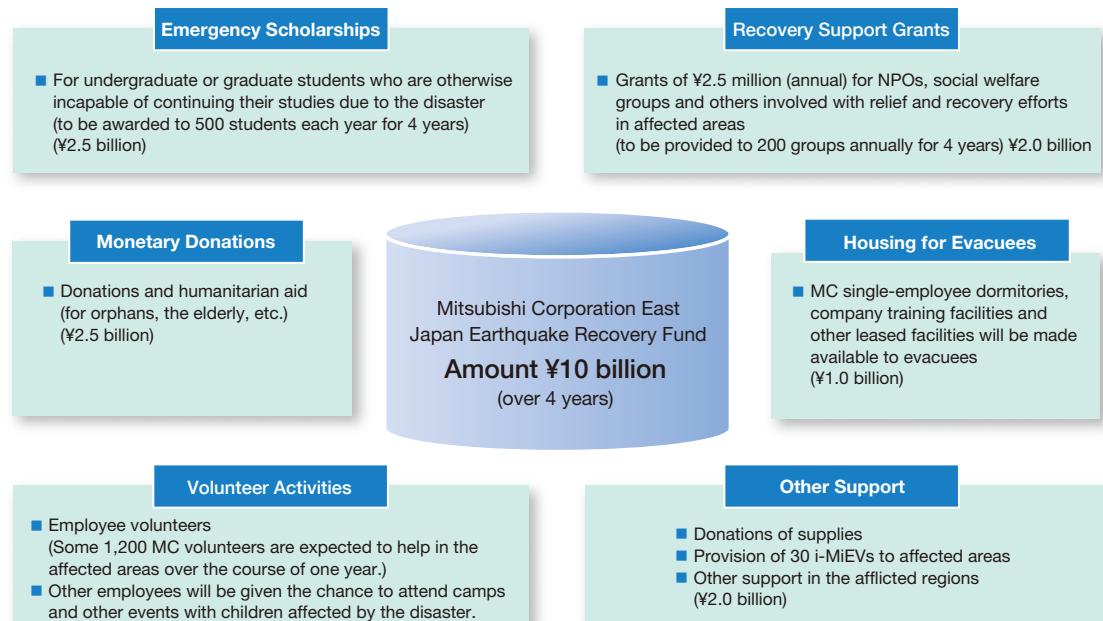 Emergency Scholarships
■ For undergraduate or graduate students who are otherwise
incapable of continuing their studies due to the disaster
(to be awarded to 500 students each year for 4 years)
(¥2.5 billion)
Recovery Support Grants
■ Grants of ¥2.5 million (annual) for NPOs, social welfare
groups and others involved with relief and recovery efforts
in affected areas
(to be provided to 200 groups annually for 4 years) ¥2.0 billion
Monetary Donations
■ Donations and humanitarian aid
(for orphans, the elderly, etc.)
(¥2.5 billion)
Mitsubishi Corporation East
Japan Earthquake Recovery Fund
Amount ¥10 billion
(over 4 years)
Housing for Evacuees
■ MC single-employee dormitories,
company training facilities and
other leased facilities will be made
available to evacuees
(¥1.0 billion)
Volunteer Activities
■ Employee volunteers
(Some 1,200 MC volunteers are expected to help in the
affected areas over the course of one year.)
■ Other employees will be given the chance to attend camps
and other events with children affected by the disaster.
Other Support
■ Donations of supplies
■ Provision of 30 i-MiEVs to affected areas
■ Other support in the afflicted regions
(¥2.0 billion)